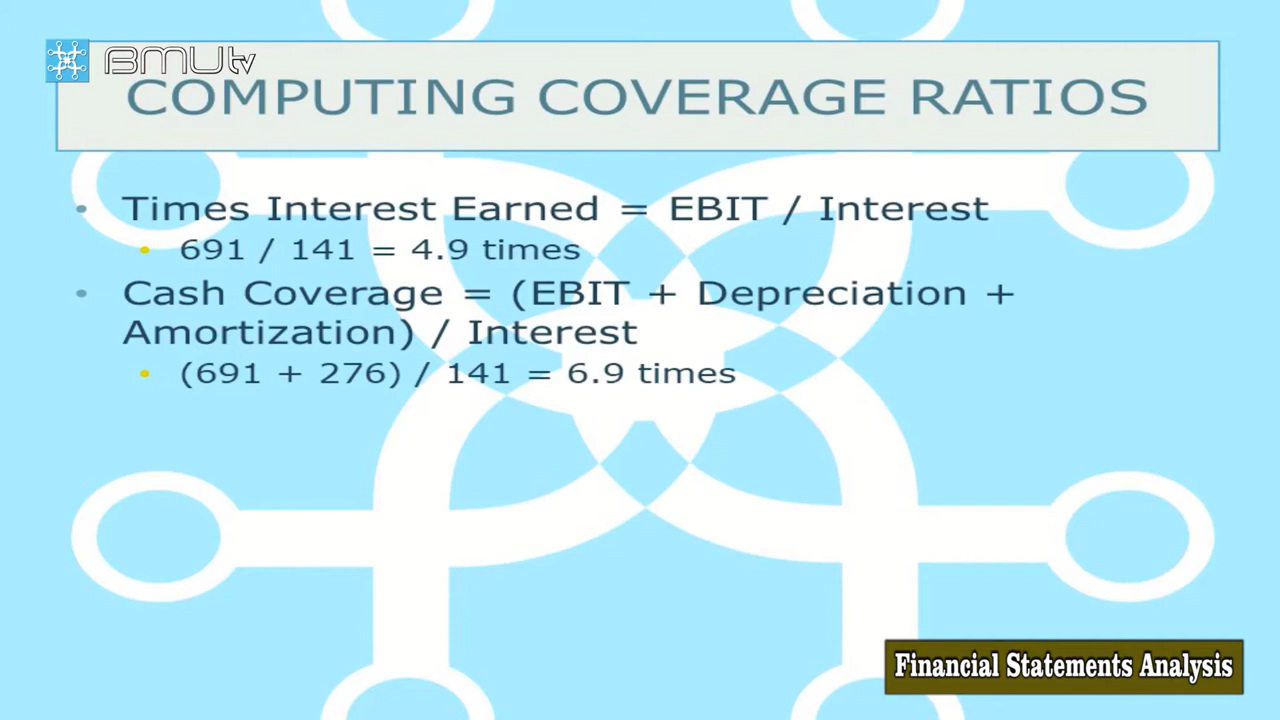 BMUtv
COMPUTING COVERAGE RATIOS
• Times Interest Earned = EBIT / Interest
• 691 / 141 = 4.9 times
• Cash Coverage = (EBIT + Depreciation +
Amortization) / Interest
• (691 + 276) / 141 = 6.9 times
Financial Statements Analysis